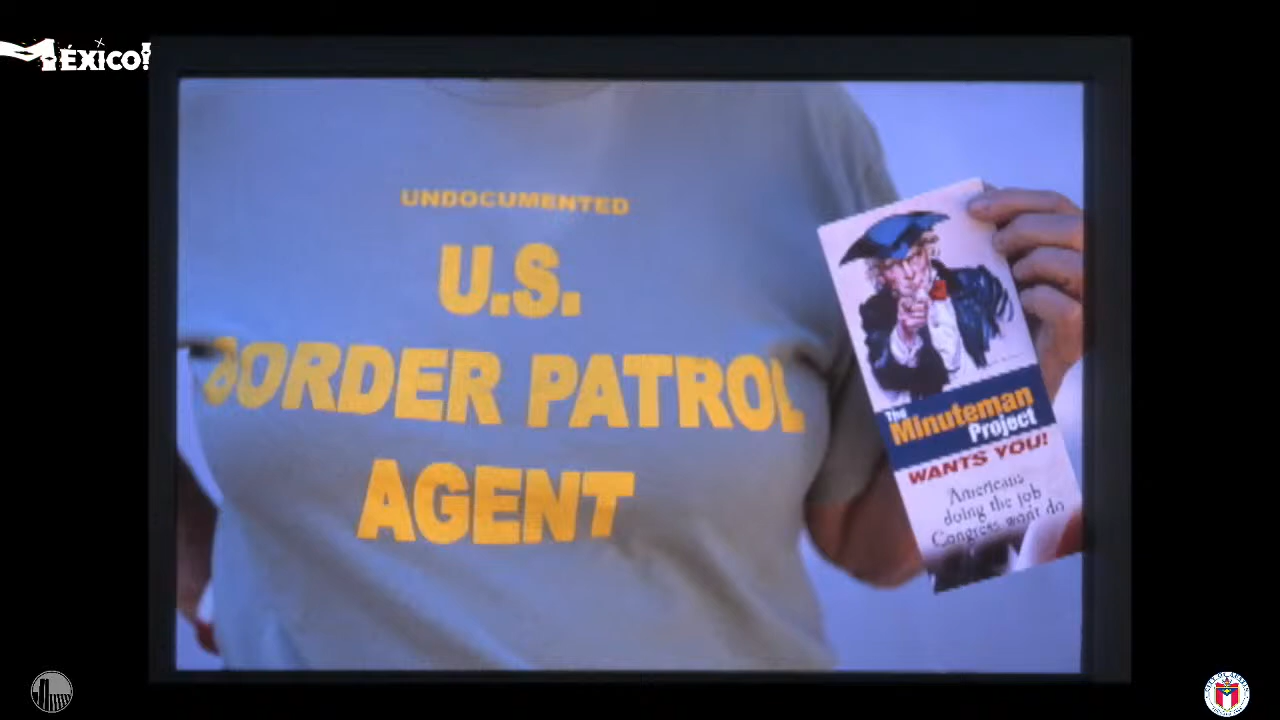 ÉXICO!
UNDOCUMENTED
U.S.
BORDER PATROL
AGENT
The
Minuteman
Project
WANTS YOU!
Americans
doing the job
Congress won't do